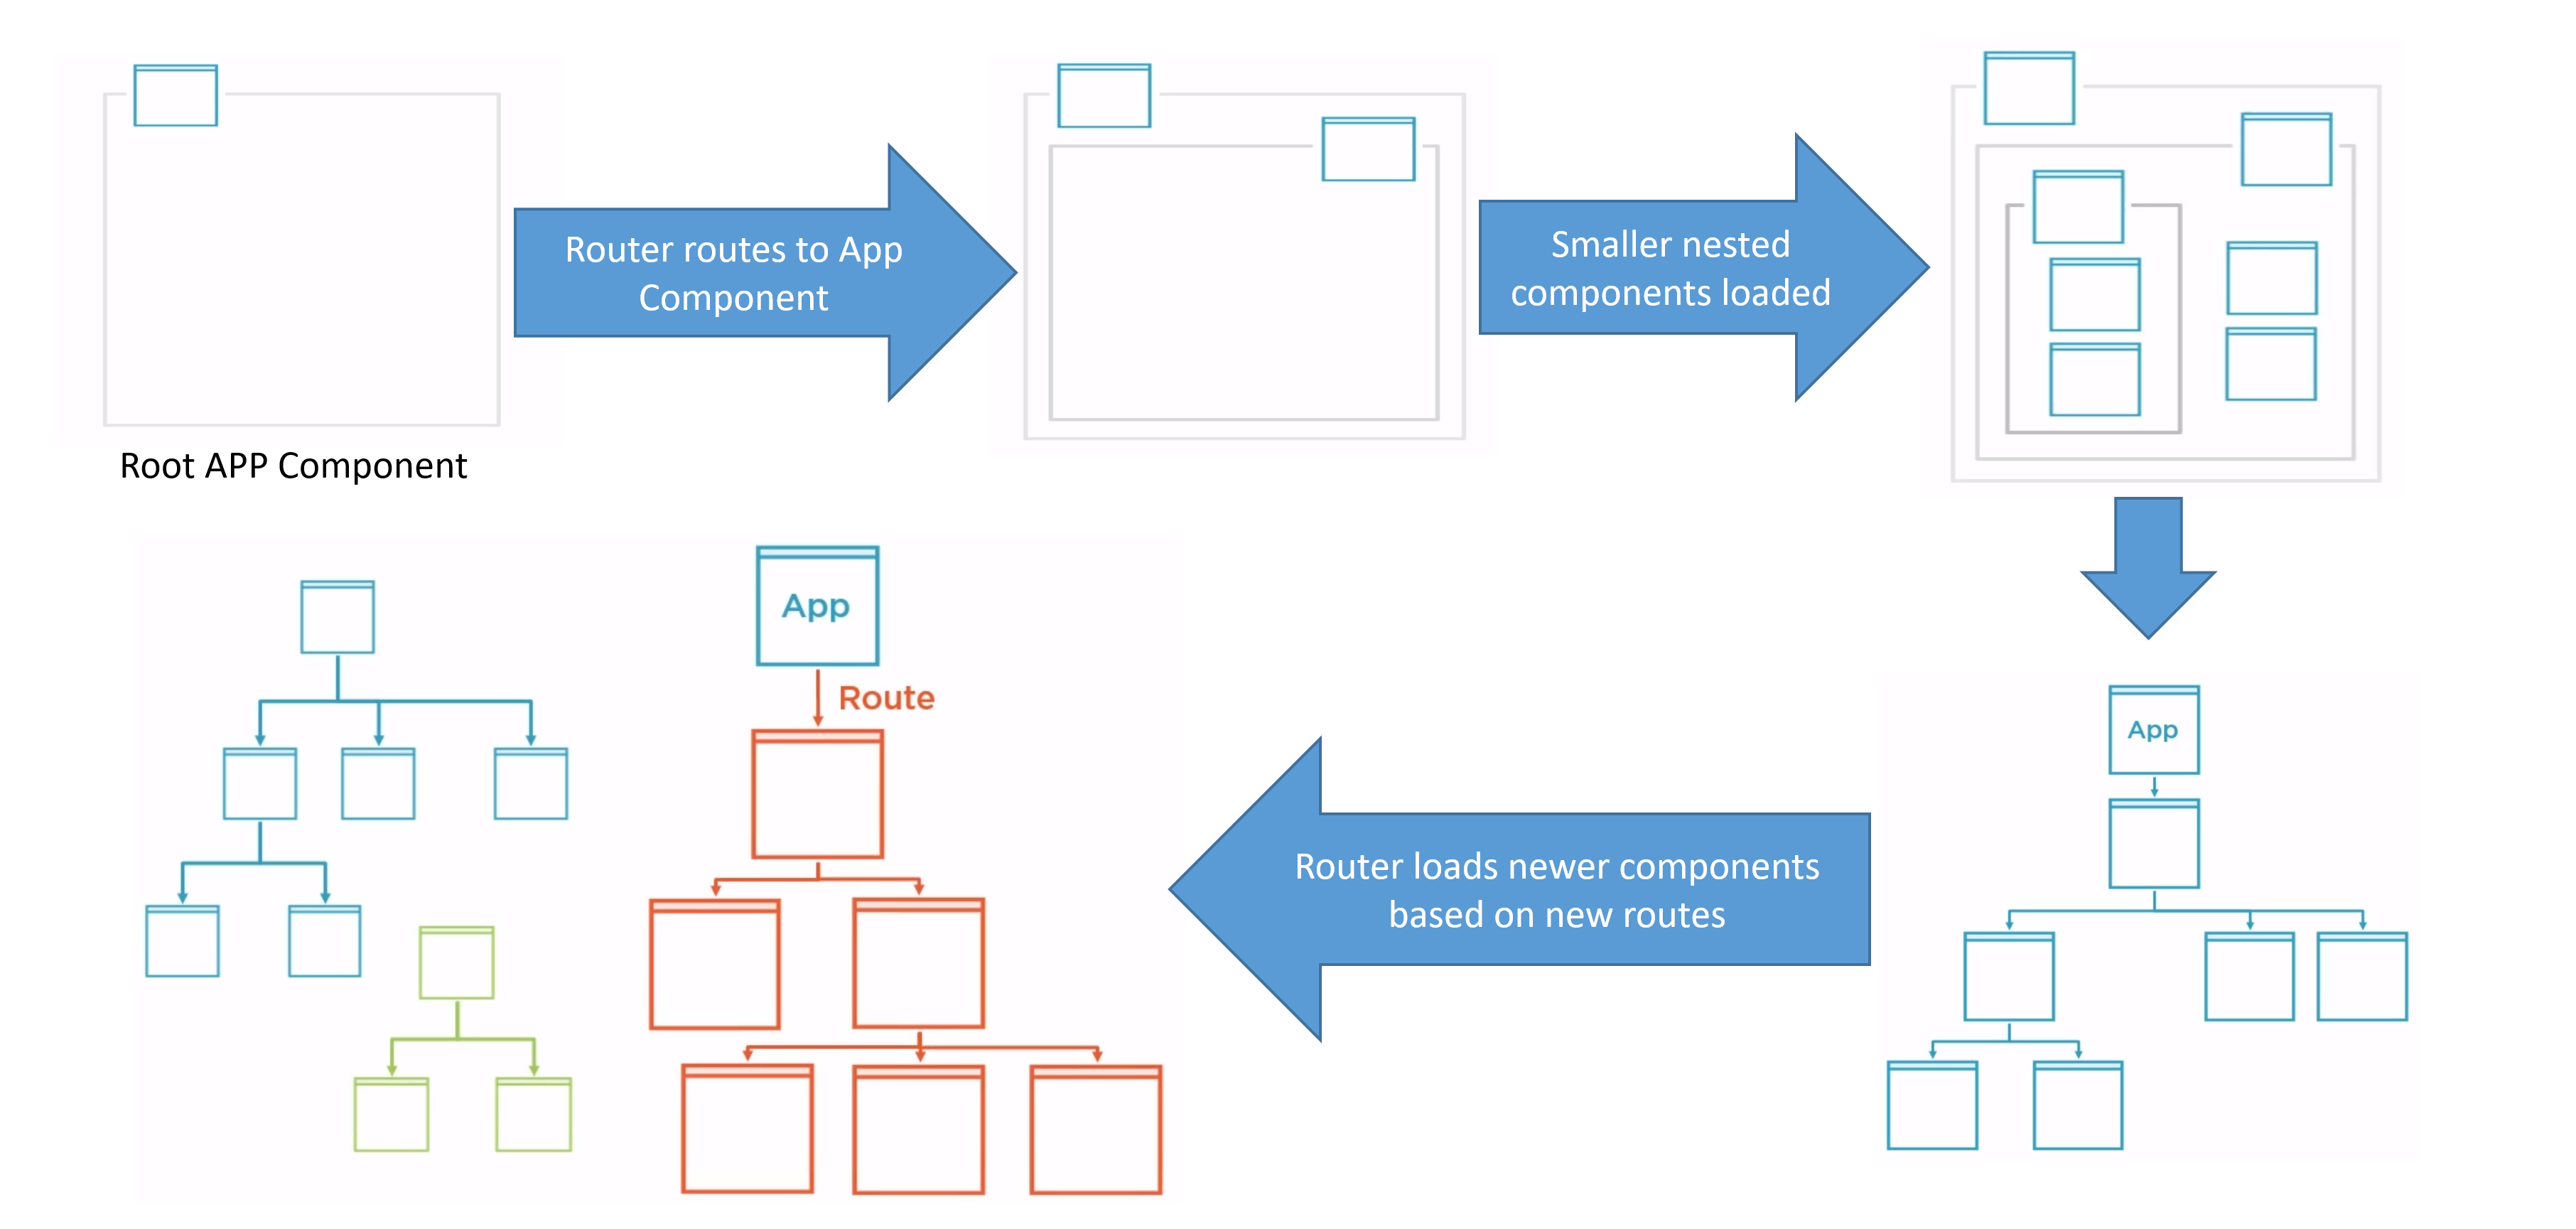 Router routes to App
Component
Smaller nested
components loaded
Root APP Component
App
Route
App
Router loads newer components
based on new routes